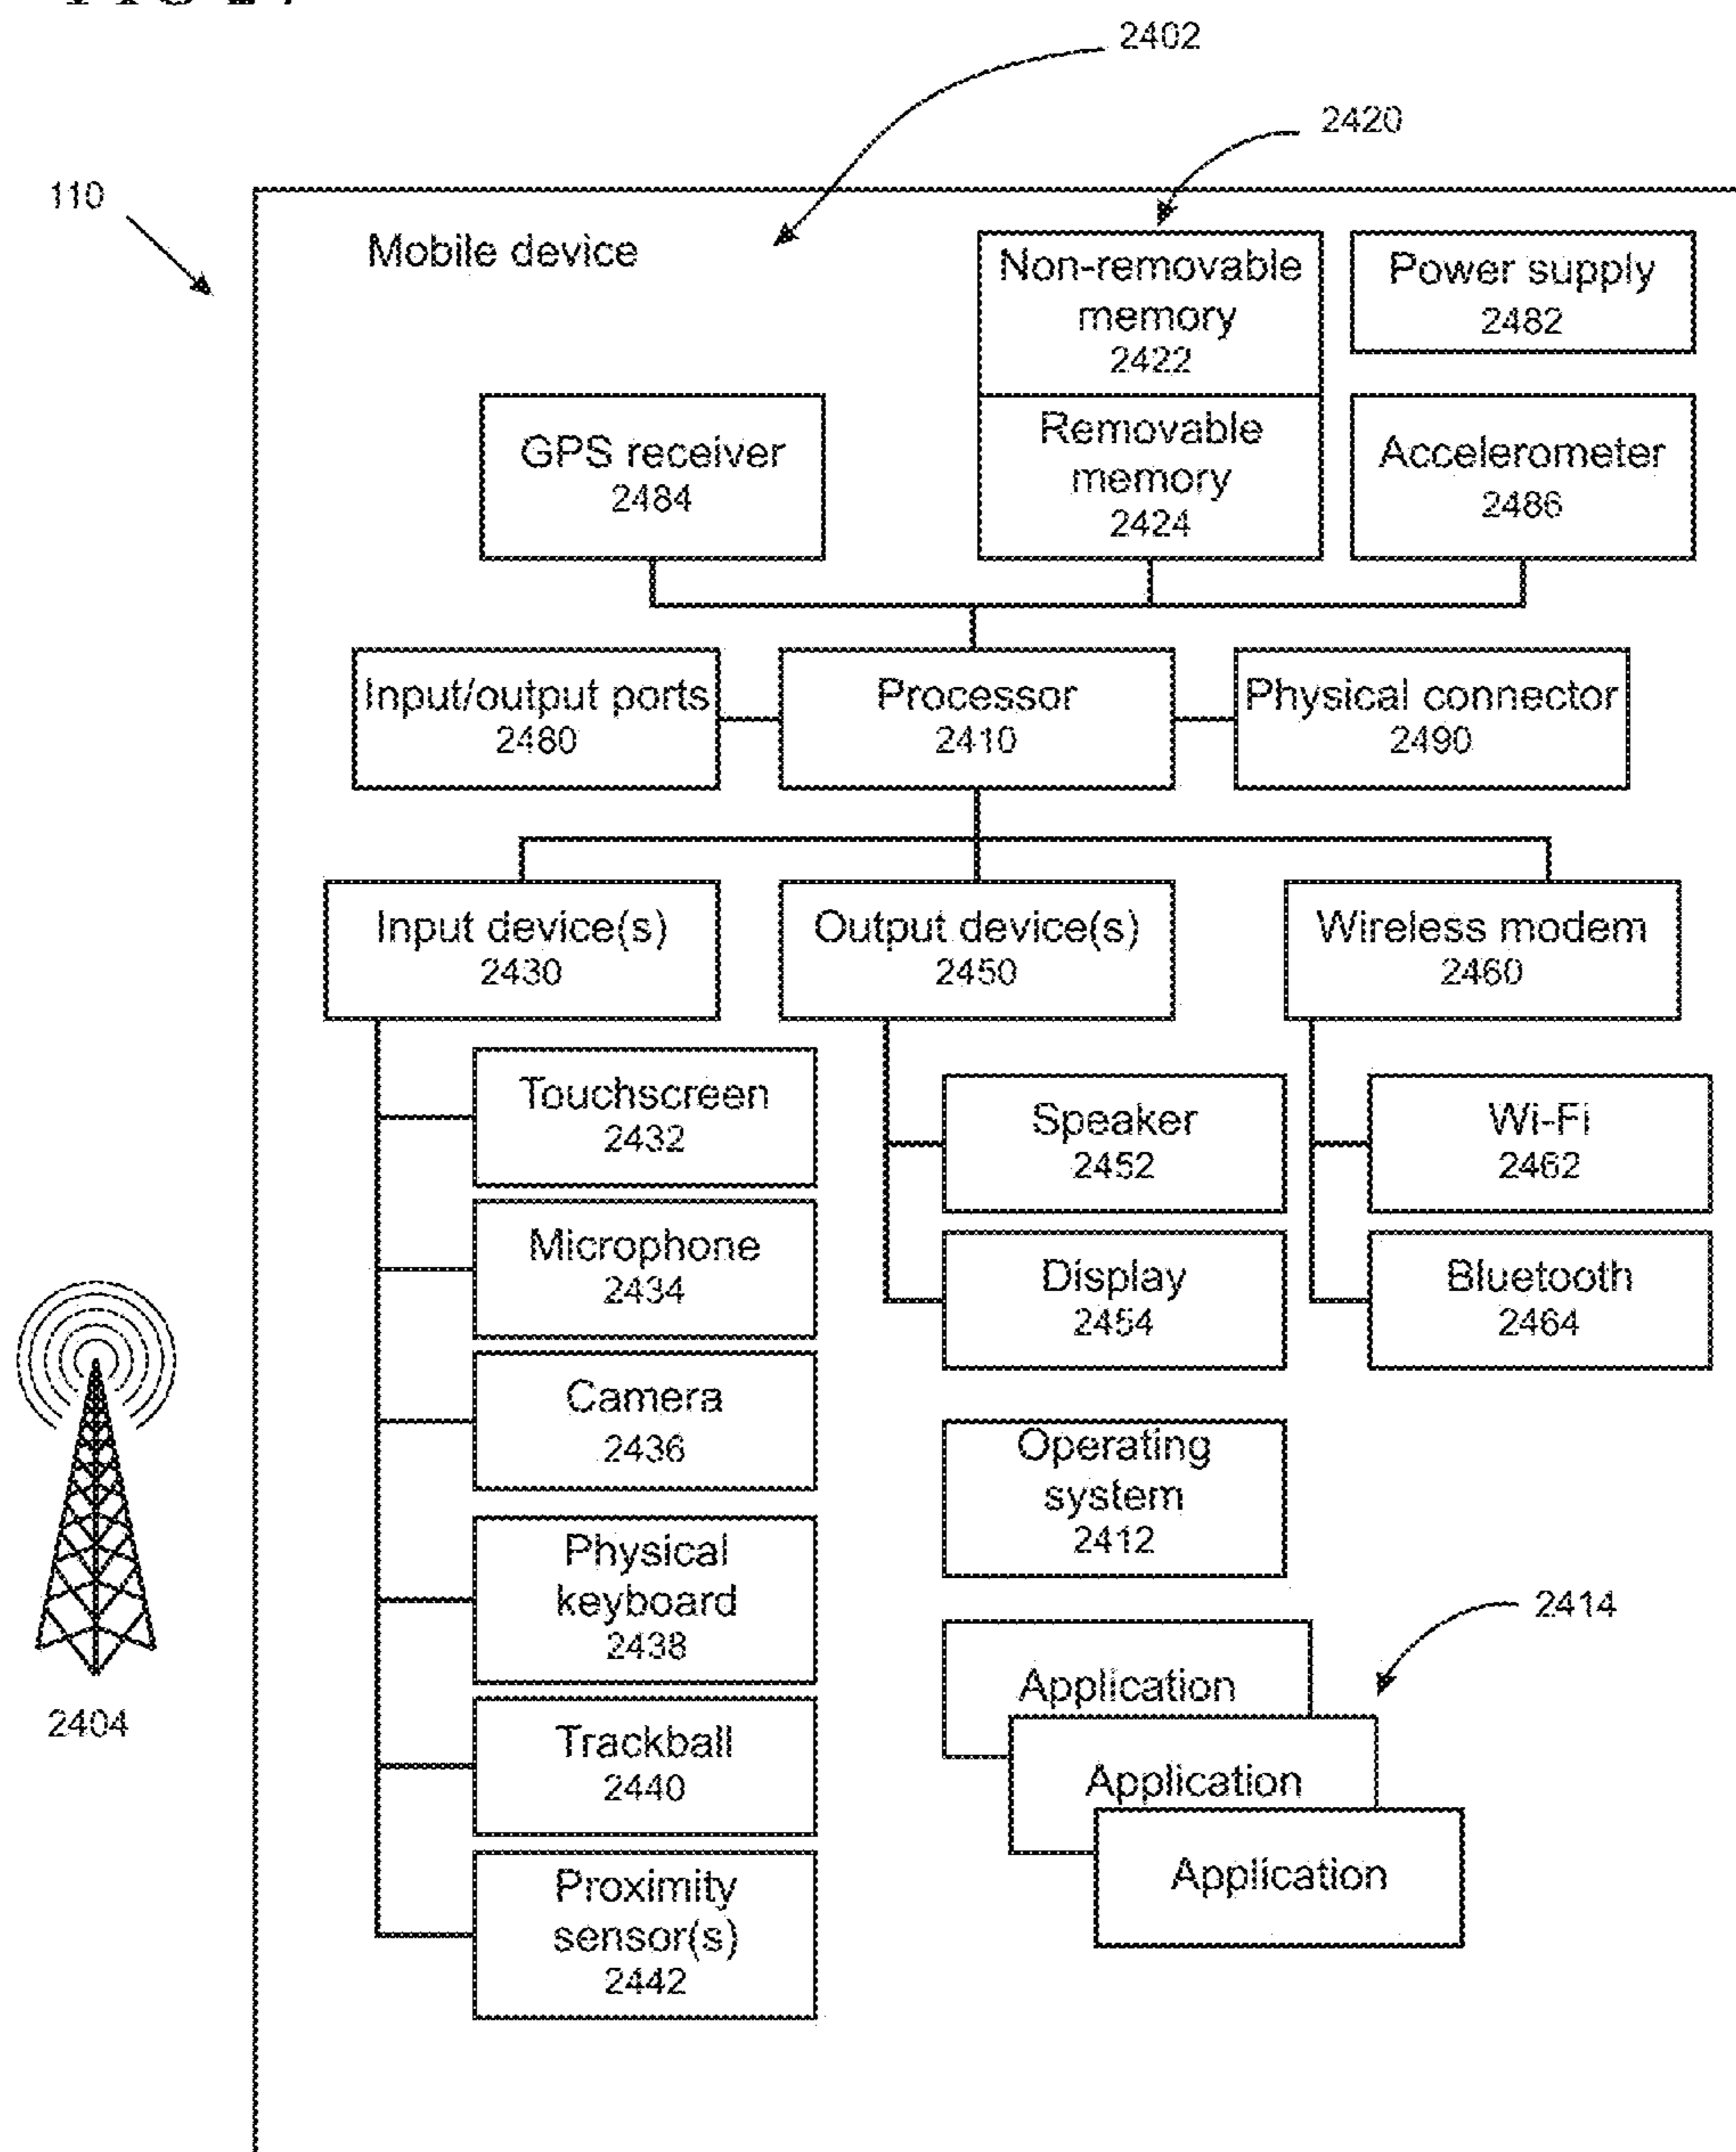 2402
2420
110
Mobile device
Non-removable
memory
2422
Power supply
2482
GPS receiver
2484
Removable
memory
2424
Accelerometer
2486
Input/output ports
2480
Processor
2410
Physical connector
2490
Input device(s)
2430
Output device(s)
2450
Wireless modem
2460
Touchscreen
2432
Speaker
2452
Wi-Fi
2462
Microphone
2434
Display
2454
Bluetooth
2464
Camera
2436
Operating
system
2412
Physical
keyboard
2438
2414
Application
2404
Trackball
2440
Application
Application
Proximity
sensor(s)
2442